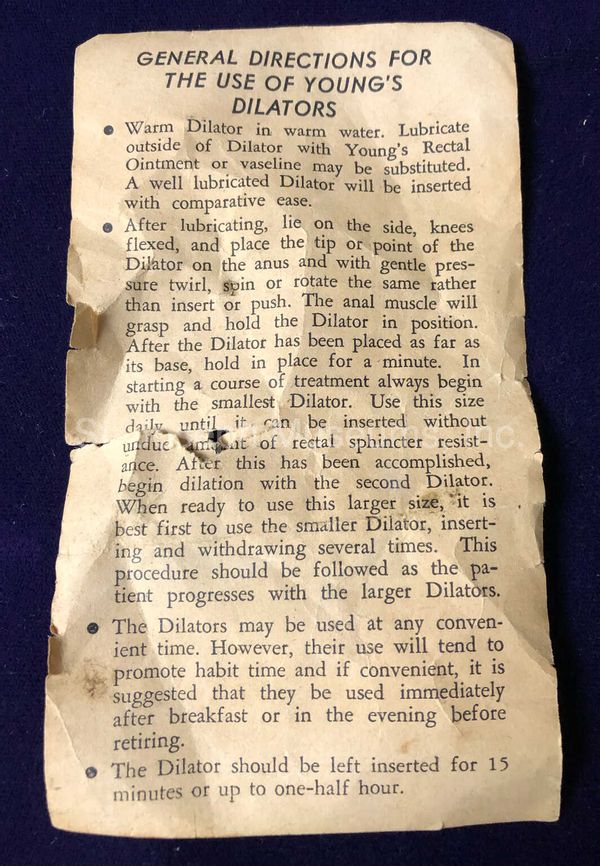 GENERAL DIRECTIONS FOR
THE USE OF YOUNG'S
DILATORS
• Warm Dilator in warm water. Lubricate
outside of Dilator with Young's Rectal
Ointment or vaseline may be substituted.
A well lubricated Dilator will be inserted
with comparative ease.
• After lubricating, lie on the side, knees
flexed, and place the tip or point of the
Dilator on the anus and with gentle pres-
sure twirl, spin or rotate the same rather
than insert or push. The anal muscle will
grasp and hold the Dilator in position.
After the Dilator has been placed as far as
its base, hold in place for a minute. In
starting a course of treatment always begin
with the smallest Dilator. Use this size
daily until it can be inserted without
undue of rectal sphincter resist-
ance. After this has been accomplished,
begin dilation with the second Dilator.
When ready to use this larger size, it is
best first to use the smaller Dilator, insert-
ing and withdrawing several times. This
procedure should be followed as the pa-
tient progresses with the larger Dilators.
• The Dilators may be used at any conven-
ient time. However, their use will tend to
promote habit time and if convenient, it is
suggested that they be used immediately
after breakfast or in the evening before
retiring.
• The Dilator should be left inserted for 15
minutes or up to one-half hour.